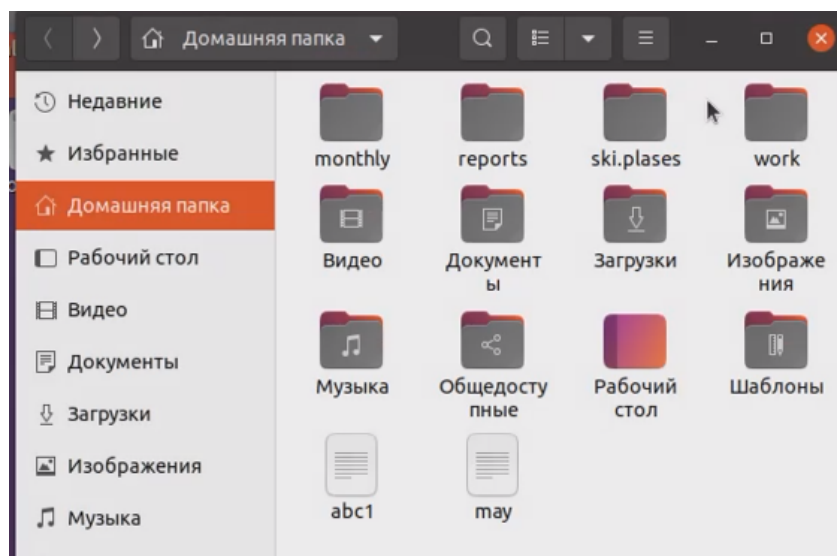 Домашняя папка
Недавние
Избранные
Домашняя папка
Рабочий стол
Видео
Документы
Загрузки
Изображения
Музыка
monthly
reports
ski.plases
work
Видео
Документ
ы
Загрузки
Изображе
ния
Музыка
Общедосту
пные
Рабочий
стол
Шаблоны
abc1
may